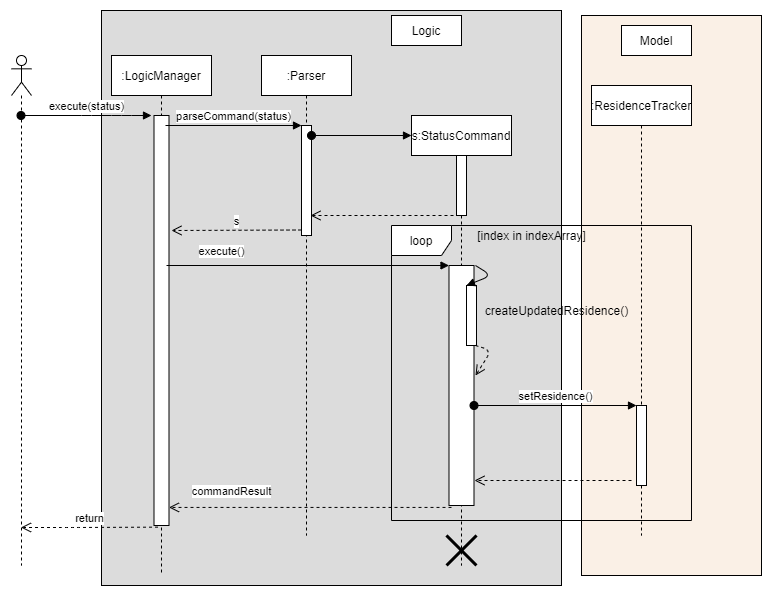 Logic
Model
:LogicManager
:Parser
:ResidenceTracker
execute(status)
parseCommand(status)
s:StatusCommand
s
loop
[index in indexArray]
execute()
createUpdatedResidence()
setResidence()
commandResult
return